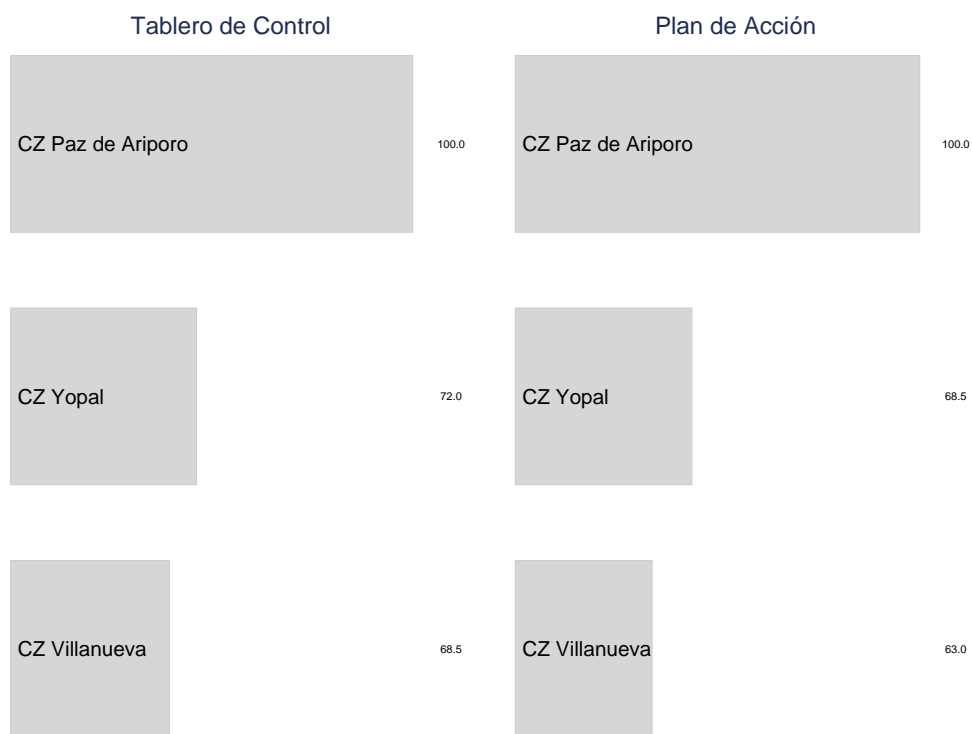 Tablero de Control
Plan de Acción
CZ Paz de Ariporo
100.0
CZ Paz de Ariporo
100.0
CZ Yopal
72.0
CZ Yopal
68.5
CZ Villanueva
68.5
CZ Villanueva
63.0